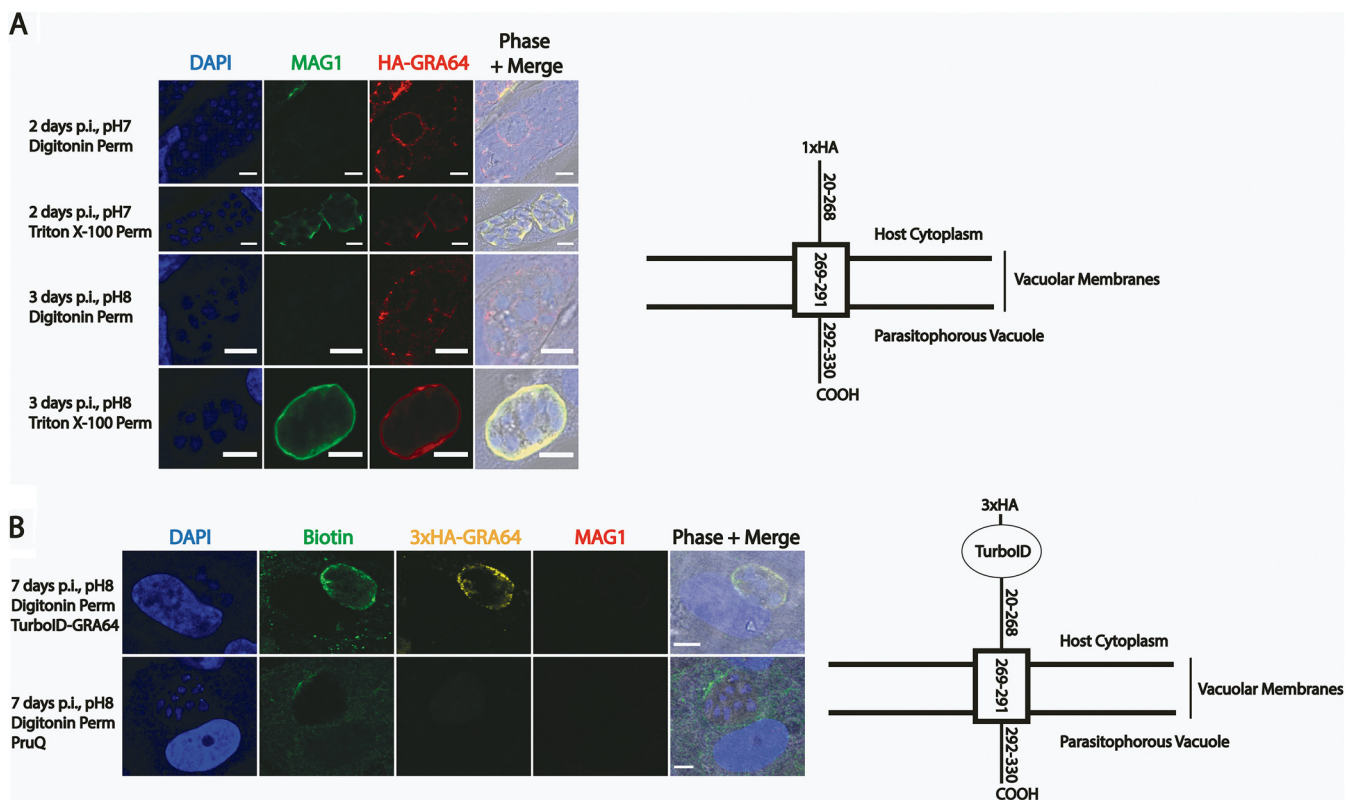 A
DAPI
MAG1
HA-GRA64
Phase
+ Merge
2 days p.i., pH7
Digitonin Perm
2 days p.i., pH7
Triton X-100 Perm
3 days p.i., pH8
Digitonin Perm
3 days p.i., pH8
Triton X-100 Perm
1xHA
20-268
Host Cytoplasm
269-291
Vacuolar Membranes
Parasitophorous Vacuole
292-330
COOH
B
DAPI
Biotin
3xHA-GRA64
MAG1
Phase + Merge
7 days p.i., pH8
Digitonin Perm
TurboID-GRA64
7 days p.i., pH8
Digitonin Perm
PruQ
3xHA
TurboID
20-268
Host Cytoplasm
269-291
Vacuolar Membranes
Parasitophorous Vacuole
292-330
COOH